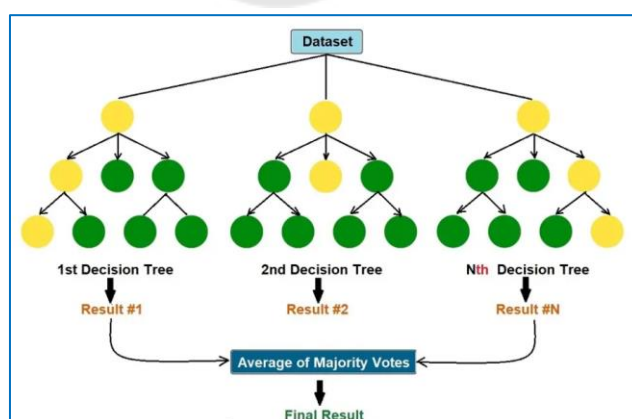 Dataset
1st Decision Tree
2nd Decision Tree
Nth Decision Tree
Result #1
Result #2
Result #N
Average of Majority Votes
Final Result